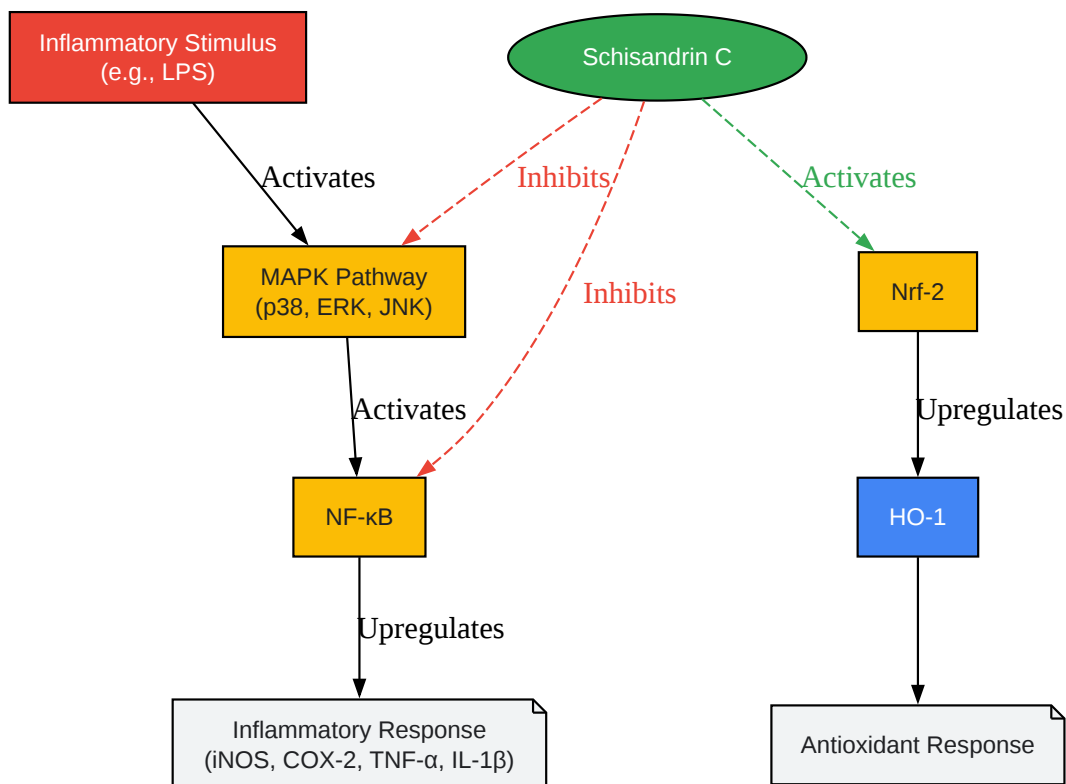 Inflammatory Stimulus
(e.g., LPS)
Schisandrin C
Activates
Inhibits
Activates
MAPK Pathway
(p38, ERK, JNK)
Inhibits
Nrf-2
Activates
Upregulates
NF-κB
HO-1
Upregulates
Inflammatory Response
(iNOS, COX-2, TNF-α, IL-1β)
Antioxidant Response